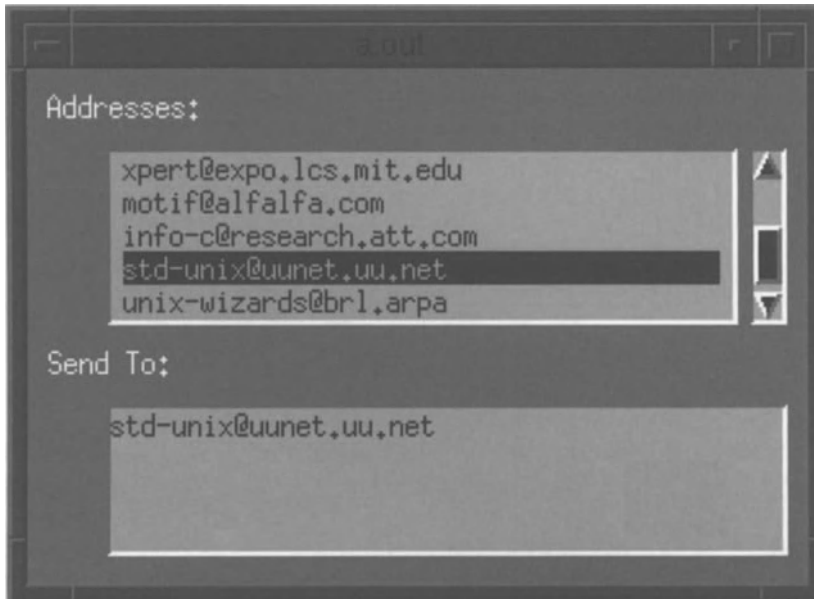 a.out
Addresses:
xpert@expo.lcs.mit.edu
motif@alfalfa.com
info-c@research.att.com
std-unix@uunet.uu.net
unix-wizards@brl.arpa
Send To:
std-unix@uunet.uu.net